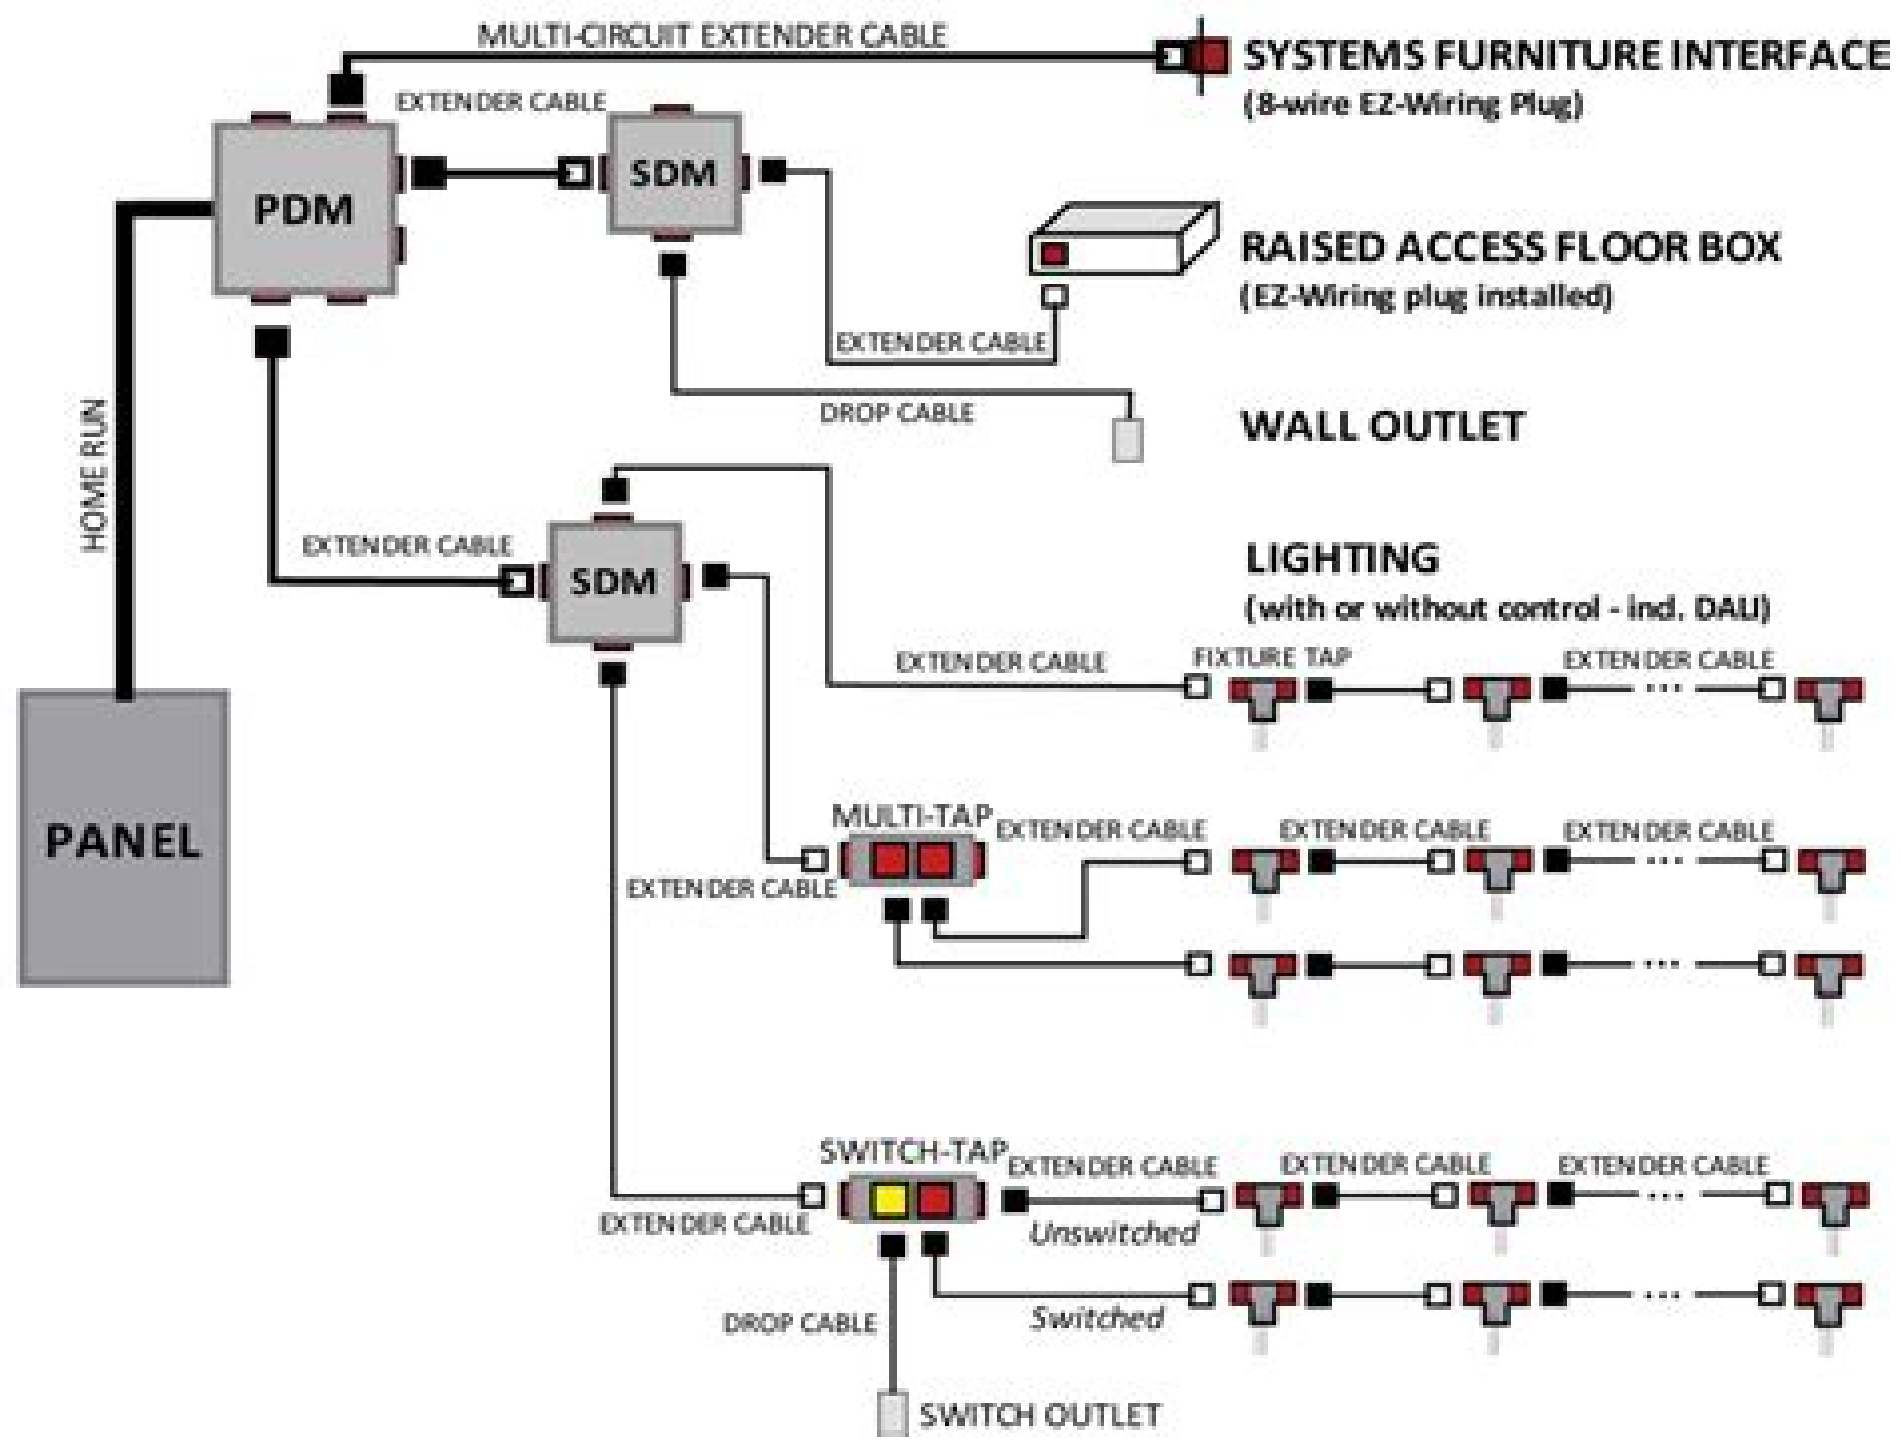 MULTI-CIRCUIT EXTENDER CABLE
SYSTEMS FURNITURE INTERFACE
(8-wire EZ-Wiring Plug)
EXTENDER CABLE
PDM
SDM
RAISED ACCESS FLOOR BOX
(EZ-Wiring plug installed)
EXTENDER CABLE
DROP CABLE
WALL OUTLET
HOME RUN
EXTENDER CABLE
SDM
LIGHTING
(with or without control - ind. DALI)
EXTENDER CABLE
FIXTURE TAP
EXTENDER CABLE
...
PANEL
MULTI-TAP
EXTENDER CABLE
EXTENDER CABLE
EXTENDER CABLE
...
EXTENDER CABLE
...
SWITCH-TAP
EXTENDER CABLE
EXTENDER CABLE
EXTENDER CABLE
...
EXTENDER CABLE
Unswitched
...
Switched
DROP CABLE
SWITCH OUTLET